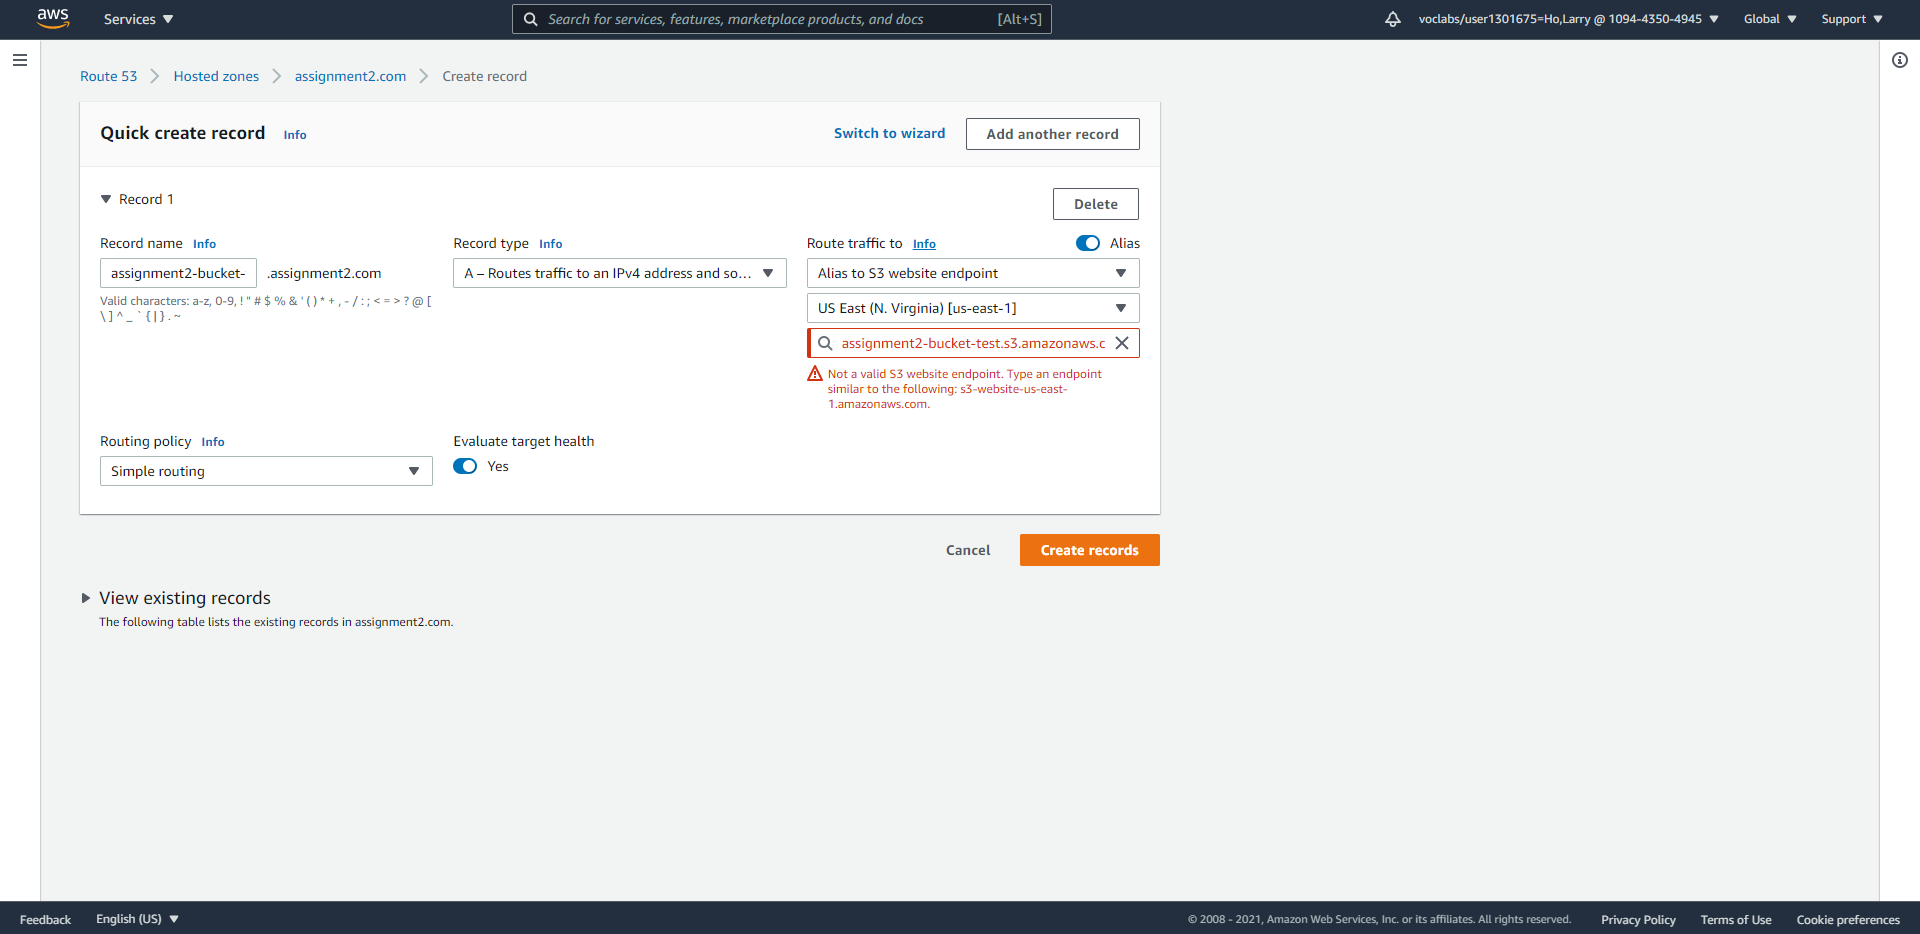 aws
Services
Search for services, features, marketplace products, and docs [Alt+S]
voclabs/user1301675=Ho,Larry @ 1094-4350-4945
Global
Support
Route 53
Hosted zones
assignment2.com
Create record
Quick create record Info
Switch to wizard
Add another record
Record 1
Delete
Record name Info
assignment2-bucket-
.assignment2.com
Valid characters: a-z, 0-9, ! " # $ % & ' ( ) * + , - / : ; < = > ? @ [
\ ] ^ _ ` { | } . ~
Record type Info
A – Routes traffic to an IPv4 address and so...
Route traffic to Info
Alias
Alias to S3 website endpoint
US East (N. Virginia) [us-east-1]
assignment2-bucket-test.s3.amazonaws.c
Not a valid S3 website endpoint. Type an endpoint
similar to the following: s3-website-us-east-
1.amazonaws.com.
Routing policy Info
Simple routing
Evaluate target health
Yes
Cancel
Create records
View existing records
The following table lists the existing records in assignment2.com.
Feedback
English (US)
© 2008 - 2021, Amazon Web Services, Inc. or its affiliates. All rights reserved.
Privacy Policy
Terms of Use
Cookie preferences